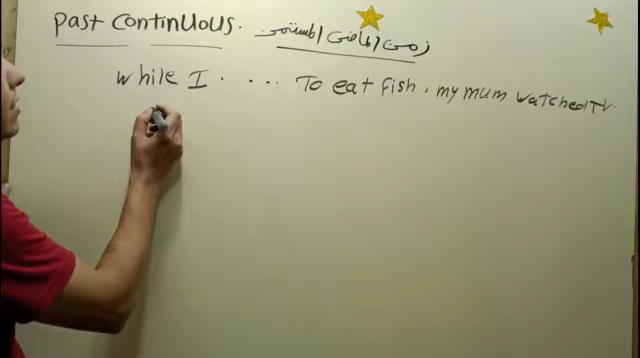 past continuous. زمن الماضي المستمر
while I . . . . To eat fish , my mum watched TV.